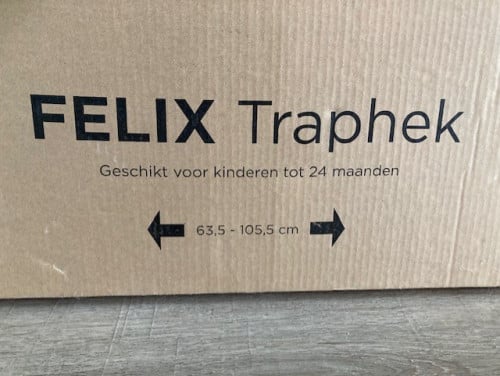 FELIX Traphek
Geschikt voor kinderen tot 24 maanden
63,5 - 105,5 cm